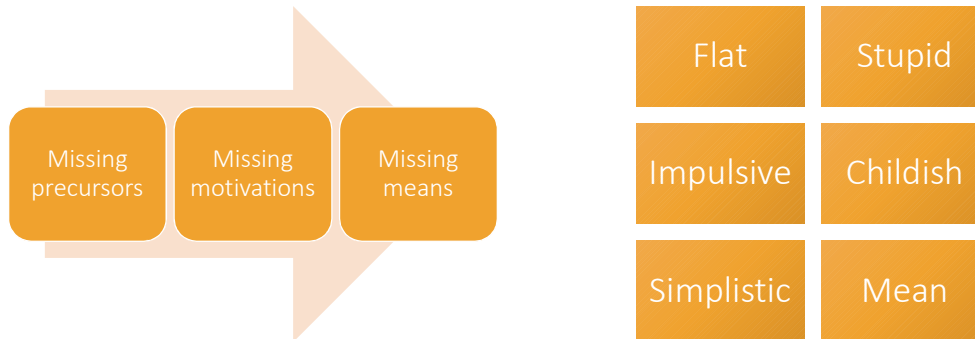 Missing
precursors
Missing
motivations
Missing
means
Flat
Stupid
Impulsive
Childish
Simplistic
Mean